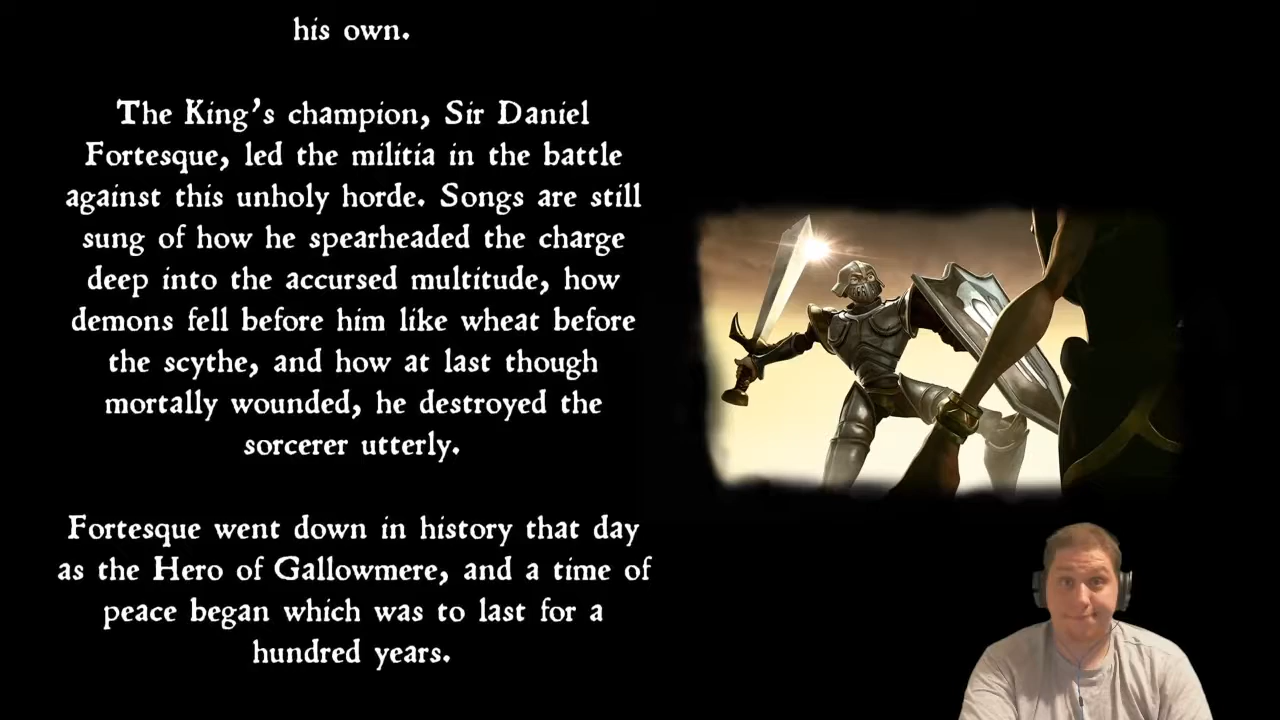 his own.
The King's champion, Sir Daniel
Fortesque, led the militia in the battle
against this unholy horde. Songs are still
sung of how he spearheaded the charge
deep into the accursed multitude, how
demons fell before him like wheat before
the scythe, and how at last though
mortally wounded, he destroyed the
sorcerer utterly.
Fortesque went down in history that day
as the Hero of Gallowmere, and a time of
peace began which was to last for a
hundred years.